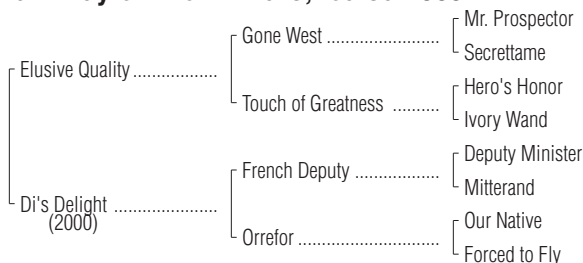 Mr. Prospector
Gone West ........................
Secrettame
Elusive Quality ..................
Hero's Honor
Touch of Greatness ..........
Ivory Wand
Deputy Minister
French Deputy ..................
Mitterand
Di's Delight ......................
(2000)
Our Native
Orrefor ..............................
Forced to Fly